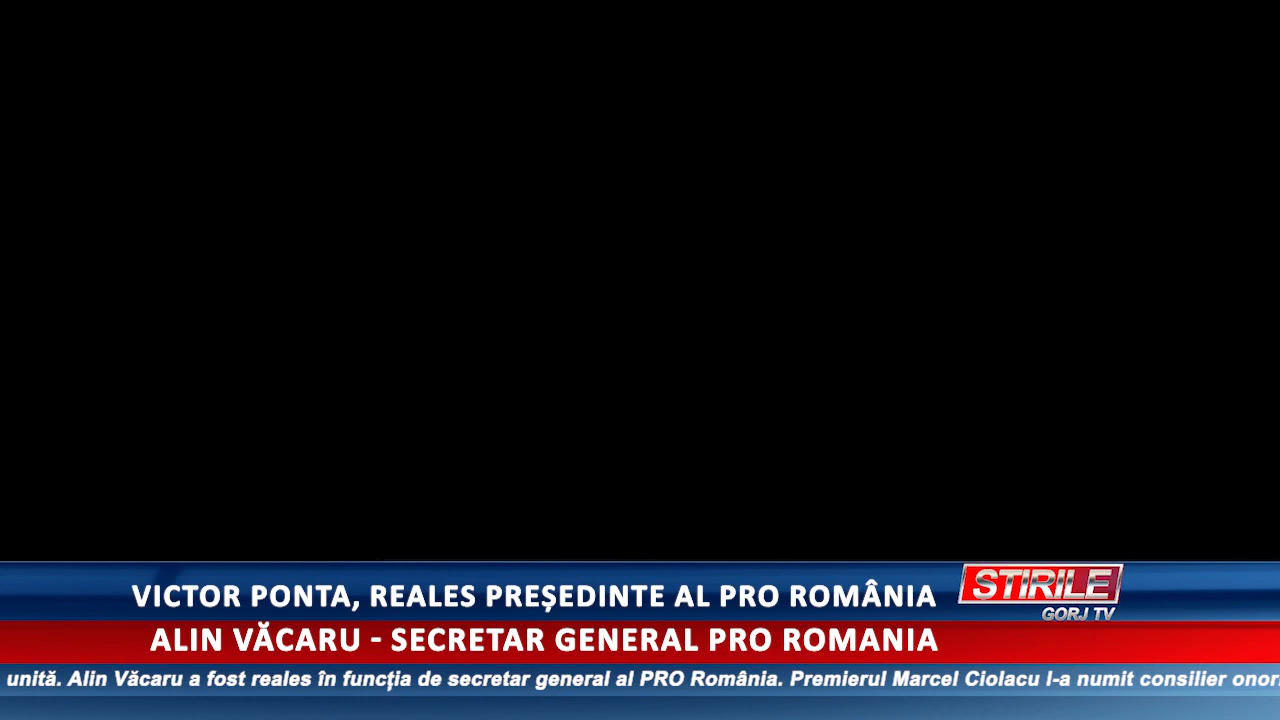 VICTOR PONTA, REALES PREȘEDINTE AL PRO ROMÂNIA
STIRILE
GORJ TV
ALIN VĂCARU - SECRETAR GENERAL PRO ROMANIA
unită. Alin Văcaru a fost reales în funcția de secretar general al PRO România. Premierul Marcel Ciolacu l-a numit consilier